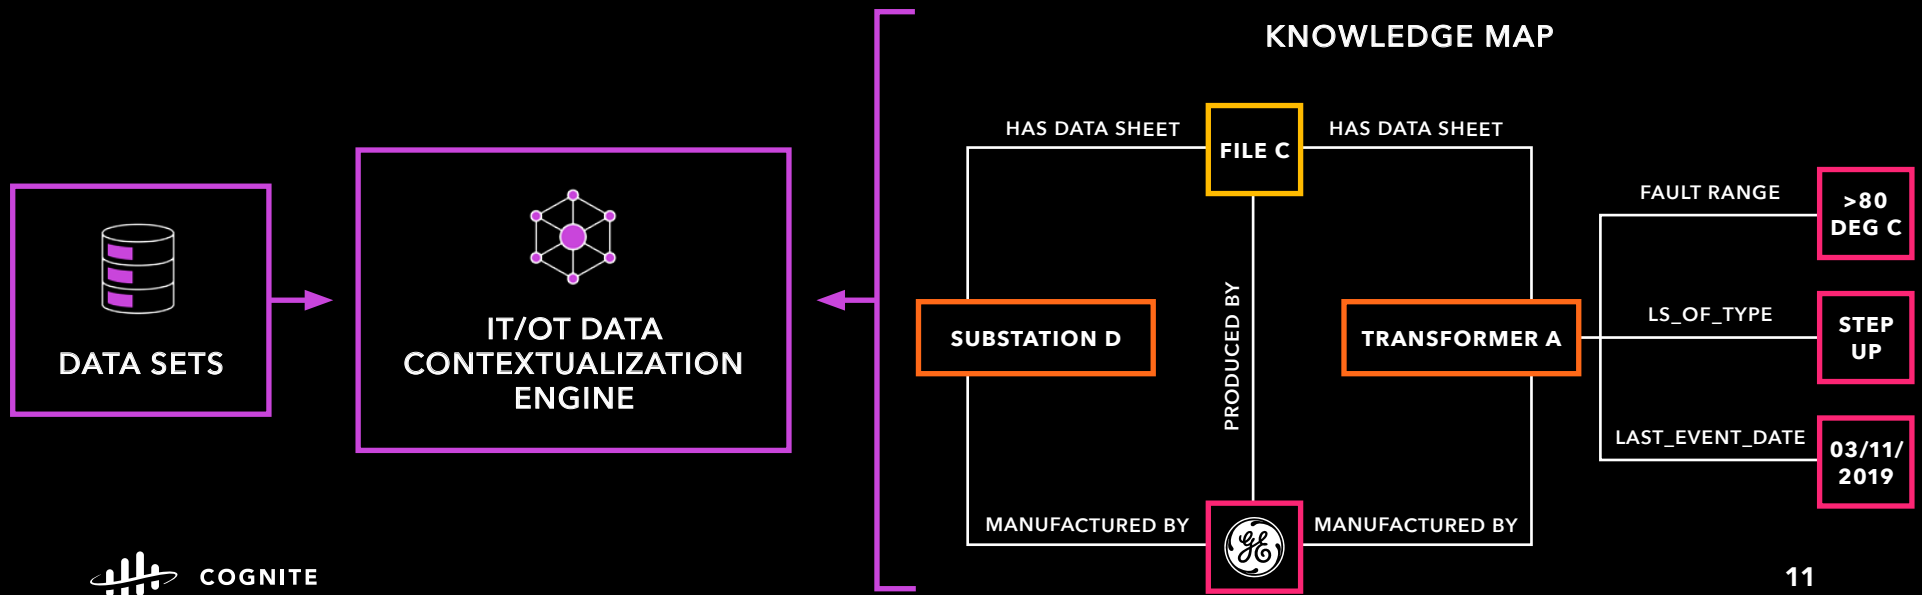 KNOWLEDGE MAP
HAS DATA SHEET
FILE C
HAS DATA SHEET
FAULT RANGE
>80
DEG C
DATA SETS
IT/OT DATA
CONTEXTUALIZATION
ENGINE
SUBSTATION D
PRODUCED BY
TRANSFORMER A
LS_OF_TYPE
STEP
UP
LAST_EVENT_DATE
03/11/
2019
MANUFACTURED BY
GE
MANUFACTURED BY
COGNITE
11